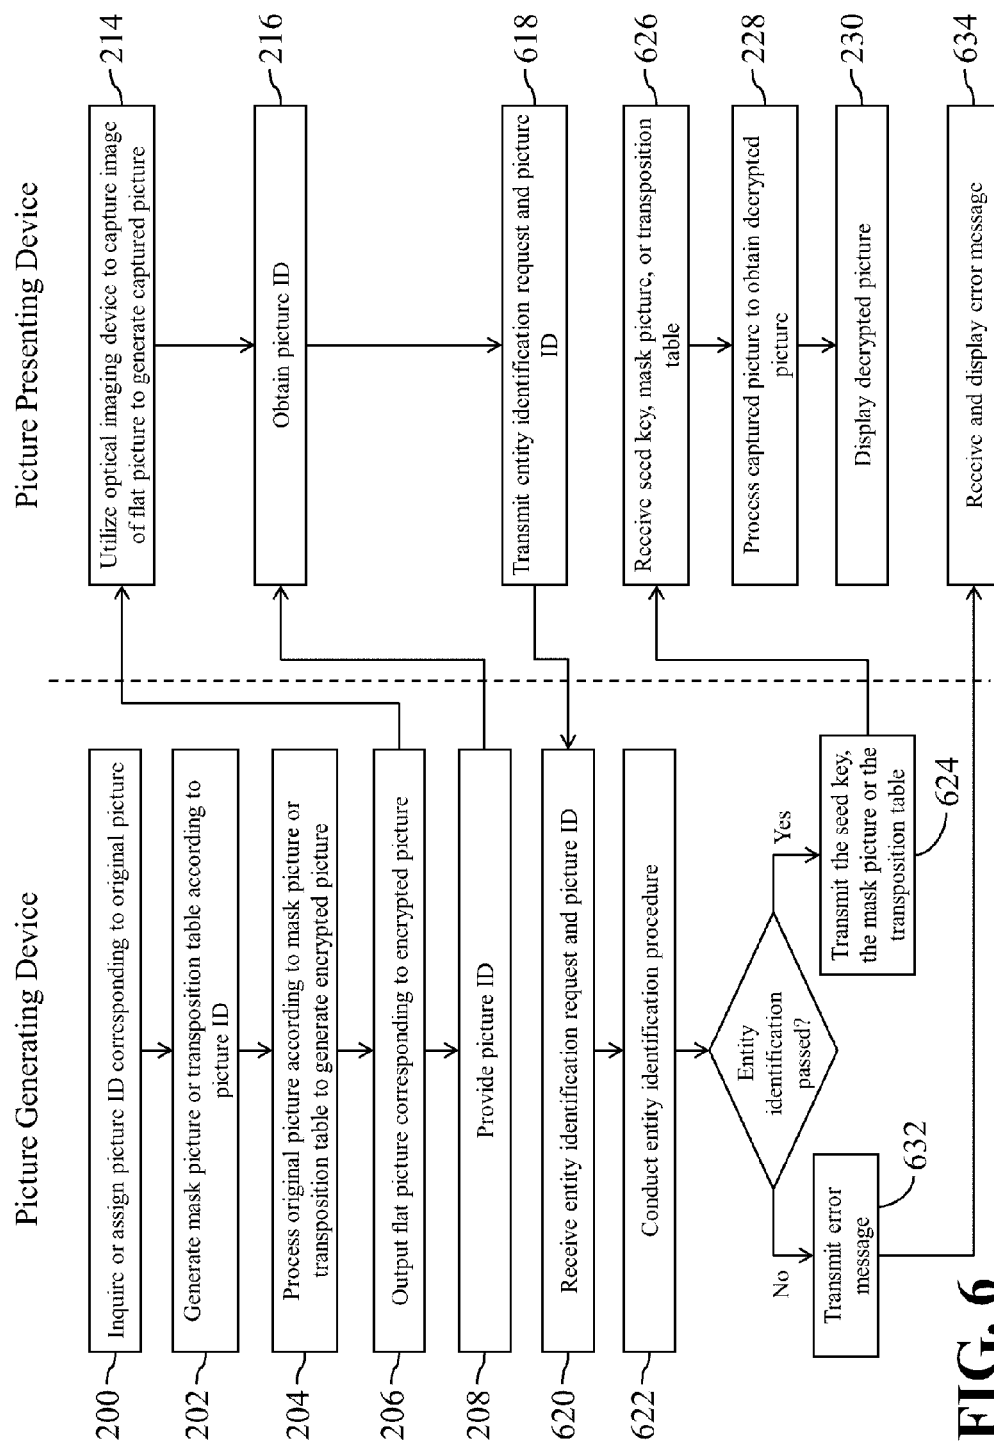 Picture Generating Device
200
Inquire or assign picture ID corresponding to original picture
202
Generate mask picture or transposition table according to
picture ID
204
Process original picture according to mask picture or
transposition table to generate encrypted picture
206
Output flat picture corresponding to encrypted picture
208
Provide picture ID
620
Receive entity identification request and picture ID
622
Conduct entity identification procedure
Entity
identification
passed?
No
Yes
Transmit error
message
632
Transmit the seed key,
the mask picture or the
transposition table
624
Picture Presenting Device
Utilize optical imaging device to capture image
of flat picture to generate captured picture
214
Obtain picture ID
216
Transmit entity identification request and picture
ID
618
Receive seed key, mask picture, or transposition
table
626
Process captured picture to obtain decrypted
picture
228
Display decrypted picture
230
Receive and display error message
634
FIG. 6